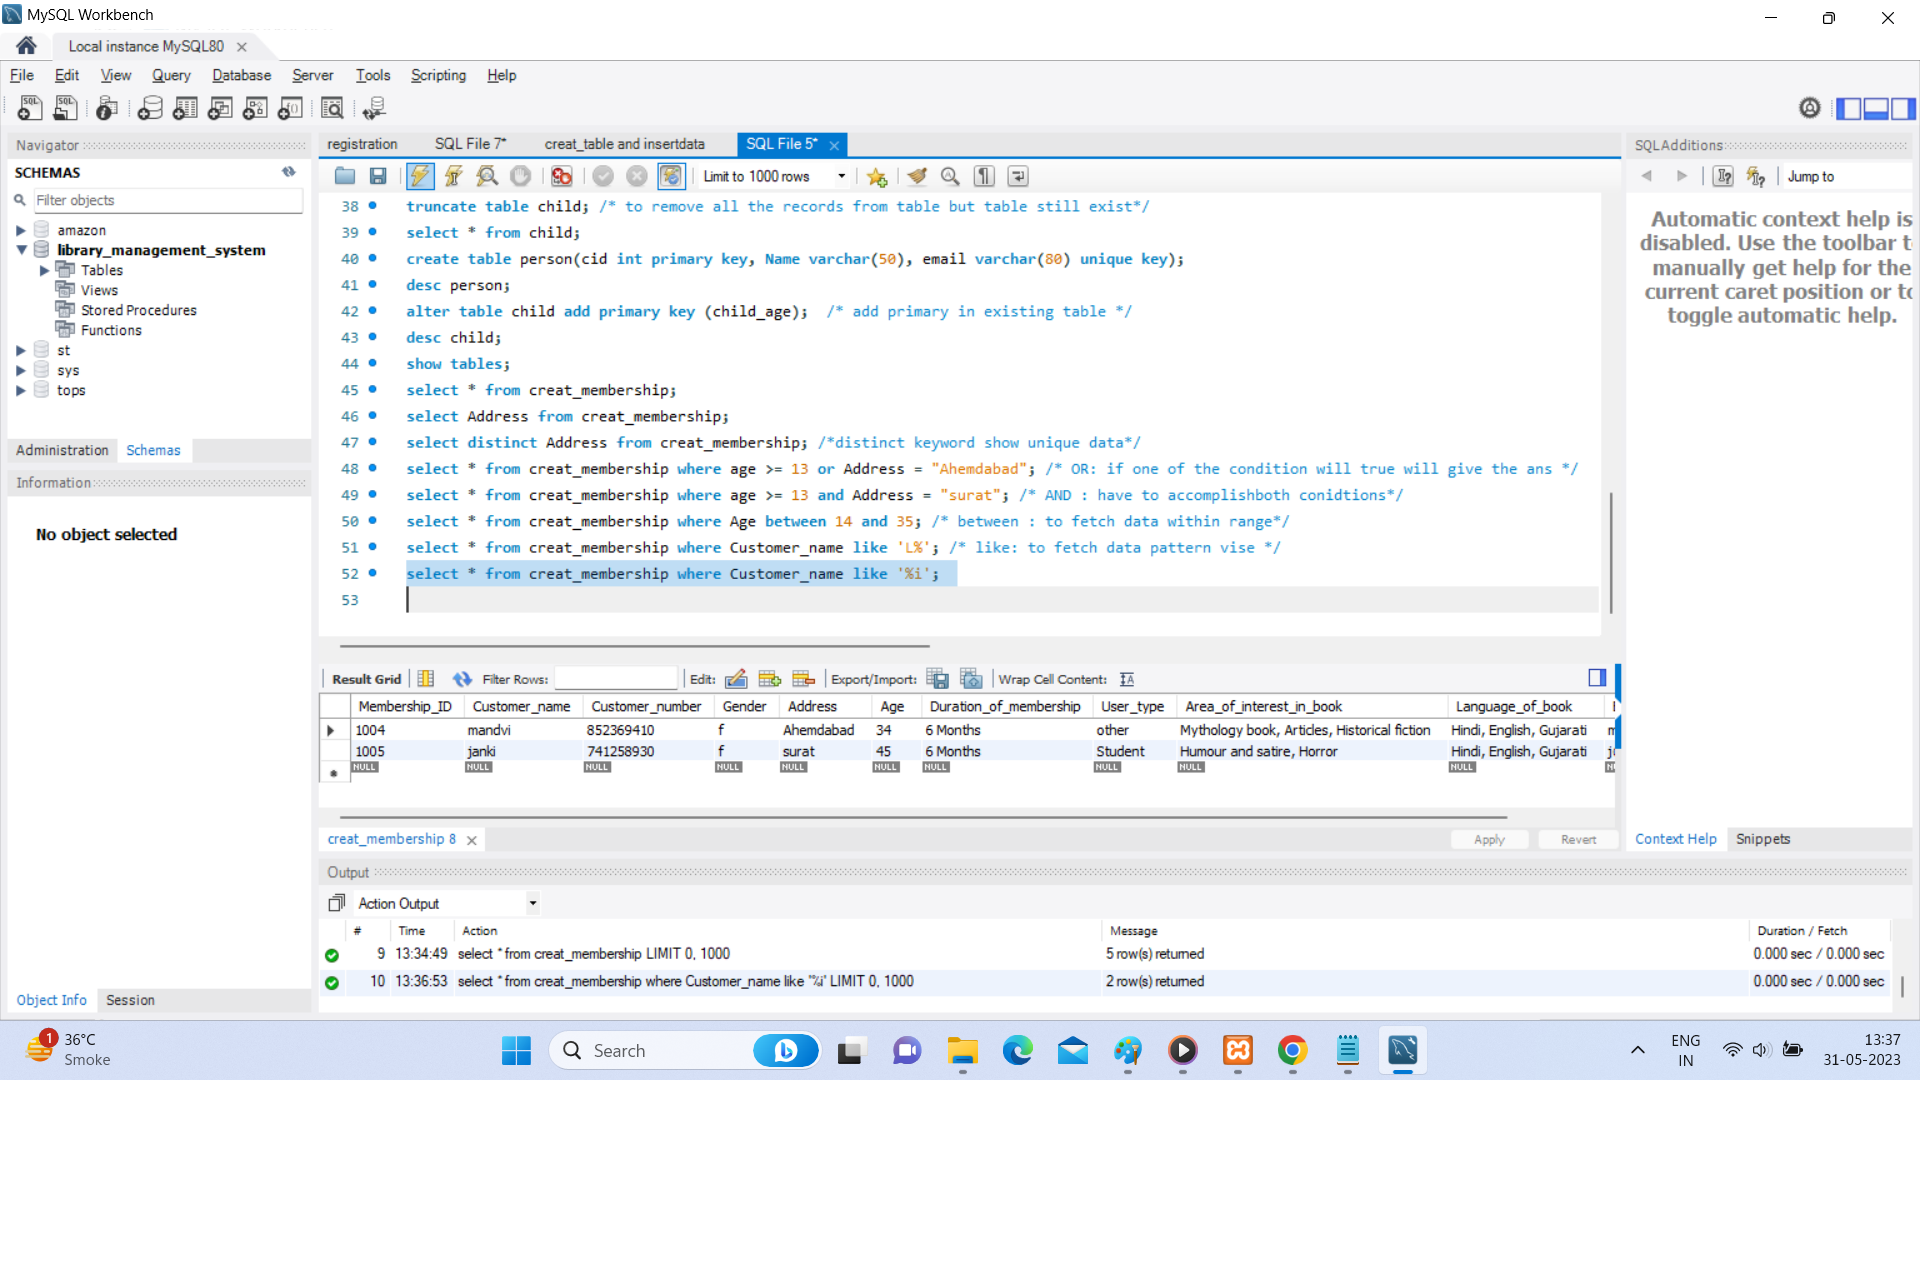 MySQL Workbench
Local instance MySQL80
File Edit View Query Database Server Tools Scripting Help
Navigator
SCHEMAS
Filter objects
amazon
library_management_system
Tables
Views
Stored Procedures
Functions
st
sys
tops
Administration Schemas
Information
No object selected
Object Info Session
registration SQL File 7* creat_table and insertdata SQL File 5*
Limit to 1000 rows
38 truncate table child; /* to remove all the records from table but table still exist*/
39 select * from child;
40 create table person(cid int primary key, Name varchar(50), email varchar(80) unique key);
41 desc person;
42 alter table child add primary key (child_age); /* add primary in existing table */
43 desc child;
44 show tables;
45 select * from creat_membership;
46 select Address from creat_membership;
47 select distinct Address from creat_membership; /*distinct keyword show unique data*/
48 select * from creat_membership where age >= 13 or Address = "Ahemdabad"; /* OR: if one of the condition will true will give the ans */
49 select * from creat_membership where age >= 13 and Address = "surat"; /* AND : have to accomplishboth conidtions*/
50 select * from creat_membership where Age between 14 and 35; /* between : to fetch data within range*/
51 select * from creat_membership where Customer_name like 'L%'; /* like: to fetch data pattern vise */
52 select * from creat_membership where Customer_name like '%i';
53
Result Grid Filter Rows: Edit: Export/Import: Wrap Cell Content:
Membership_ID Customer_name Customer_number Gender Address Age Duration_of_membership User_type Area_of_interest_in_book Language_of_book
1004 mandvi 852369410 f Ahemdabad 34 6 Months other Mythology book, Articles, Historical fiction Hindi, English, Gujarati
1005 janki 741258930 f surat 45 6 Months Student Humour and satire, Horror Hindi, English, Gujarati
NULL NULL NULL NULL NULL NULL NULL NULL NULL NULL
creat_membership 8
Apply Revert
Output
Action Output
# Time Action Message Duration / Fetch
9 13:34:49 select * from creat_membership LIMIT 0, 1000 5 row(s) returned 0.000 sec / 0.000 sec
10 13:36:53 select * from creat_membership where Customer_name like '%i' LIMIT 0, 1000 2 row(s) returned 0.000 sec / 0.000 sec
SQLAdditions
Jump to
Automatic context help is
disabled. Use the toolbar
manually get help for the
current caret position or
toggle automatic help.
Context Help Snippets
1
36°C
Smoke
Search
ENG
IN
13:37
31-05-2023